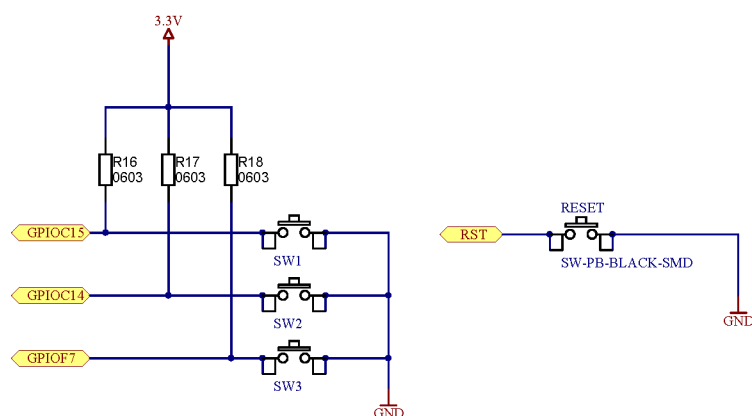 3.3V
R16
0603
R17
0603
R18
0603
GPIOC15
SW1
GPIOC14
SW2
GPIOF7
SW3
GND
RESET
RST
SW-PB-BLACK-SMD
GND